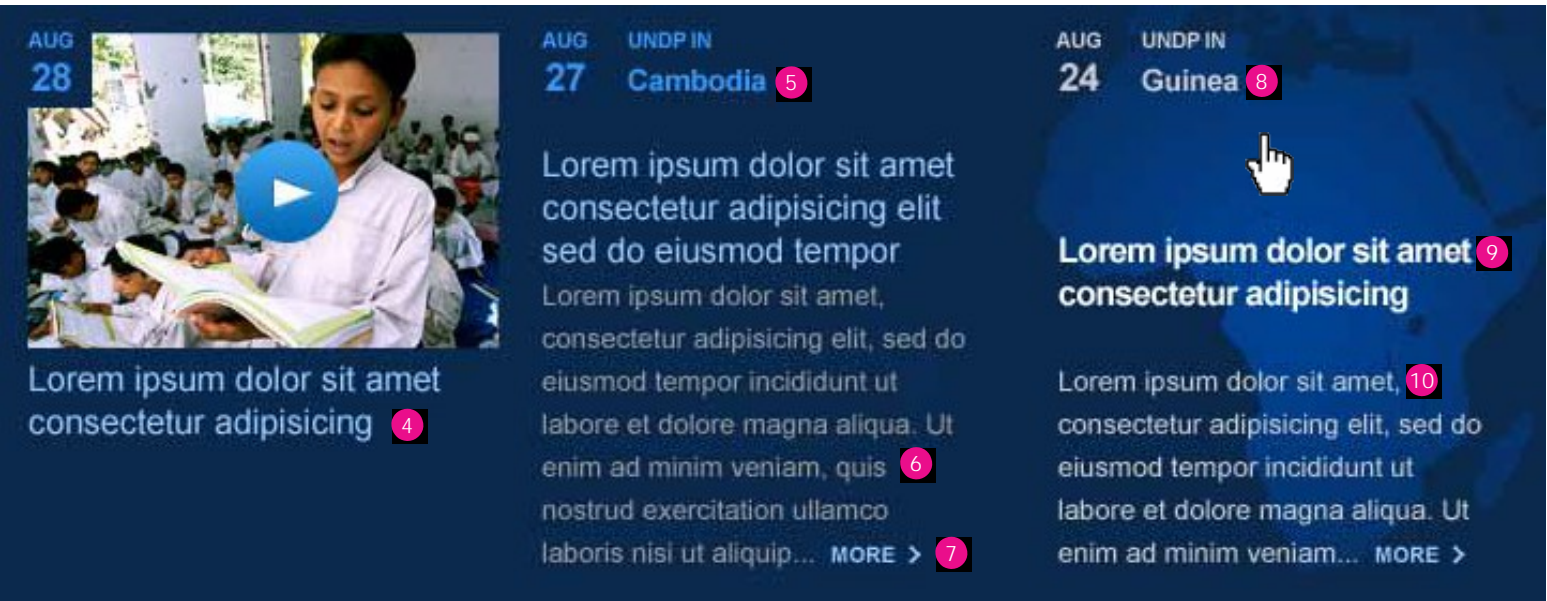 AUG
28
Lorem ipsum dolor sit amet
consectetur adipisicing 4
AUG UNDP IN
27 Cambodia 5
Lorem ipsum dolor sit amet
consectetur adipisicing elit
sed do eiusmod tempor
Lorem ipsum dolor sit amet,
consectetur adipisicing elit, sed do
eiusmod tempor incididunt ut
labore et dolore magna aliqua. Ut
enim ad minim veniam, quis 6
nostrud exercitation ullamco
laboris nisi ut aliquip... MORE > 7
AUG UNDP IN
24 Guinea 8
Lorem ipsum dolor sit amet 9
consectetur adipisicing
Lorem ipsum dolor sit amet, 10
consectetur adipisicing elit, sed do
eiusmod tempor incididunt ut
labore et dolore magna aliqua. Ut
enim ad minim veniam... MORE >